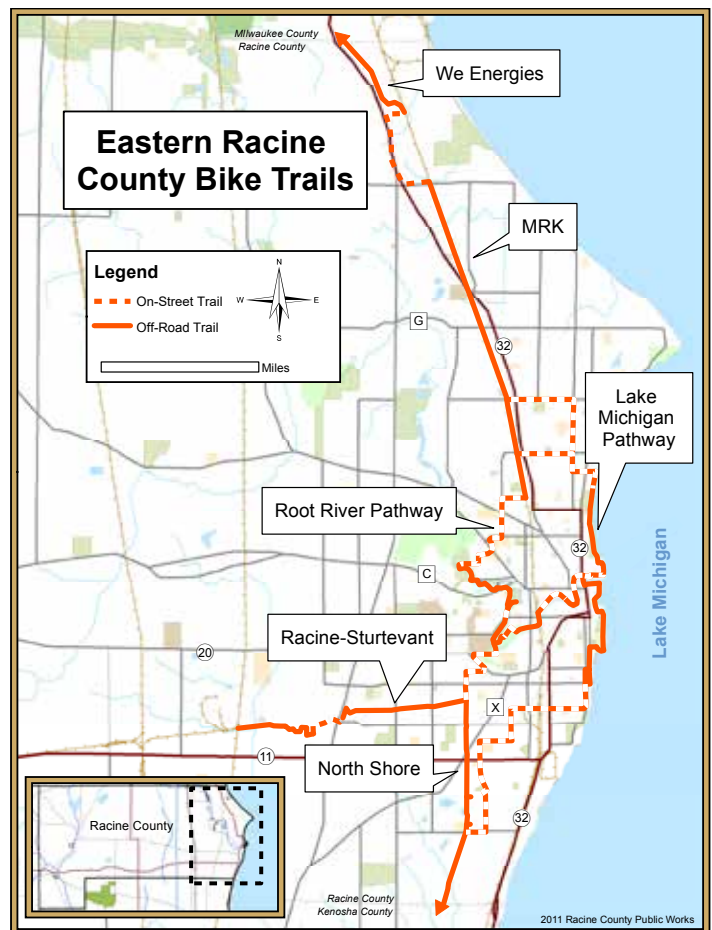 Milwaukee County
Racine County
We Energies
Eastern Racine
County Bike Trails
MRK
Legend
N
W
E
S
On-Street Trail
Off-Road Trail
Miles
G
32
Lake
Michigan
Pathway
Root River Pathway
32
C
Lake Michigan
Racine-Sturtevant
20
X
11
North Shore
32
Racine County
Racine County
Kenosha County
2011 Racine County Public Works